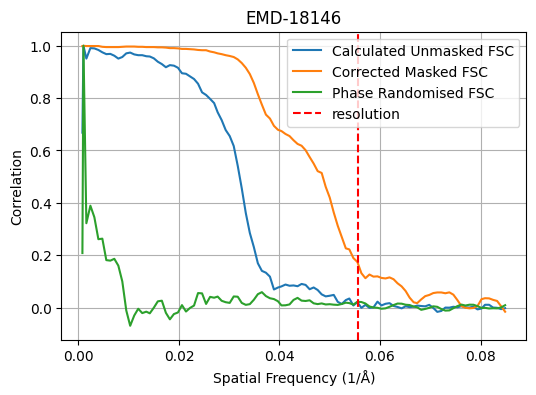 EMD-18146
1.0
0.8
0.6
0.4
0.2
0.0
Correlation
Calculated Unmasked FSC
Corrected Masked FSC
Phase Randomised FSC
resolution
0.00
0.02
0.04
0.06
0.08
Spatial Frequency (1/Å)